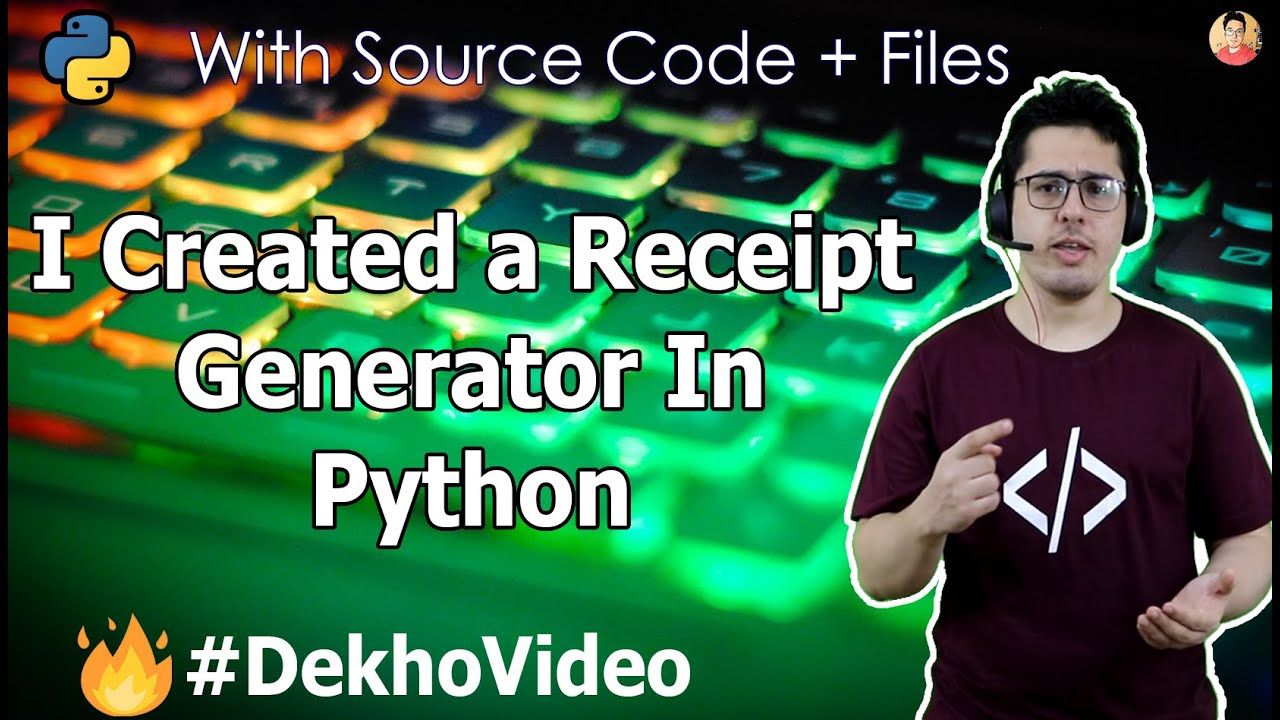 With Source Code + Files
I Created a Receipt
Generator In
Python
#DekhoVideo
</>